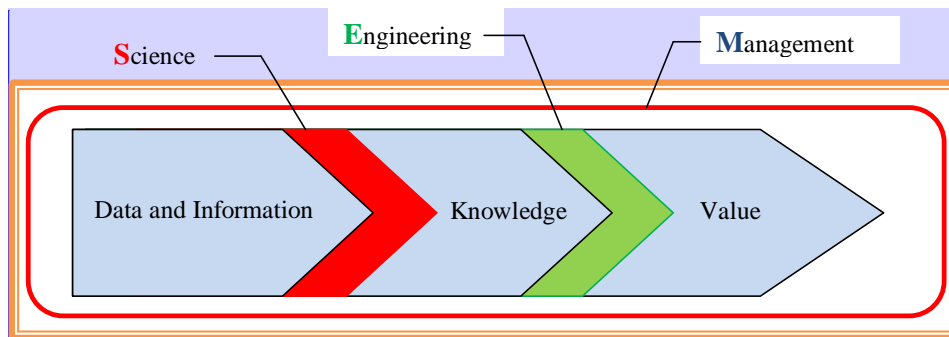 Science
Engineering
Management
Data and Information
Knowledge
Value